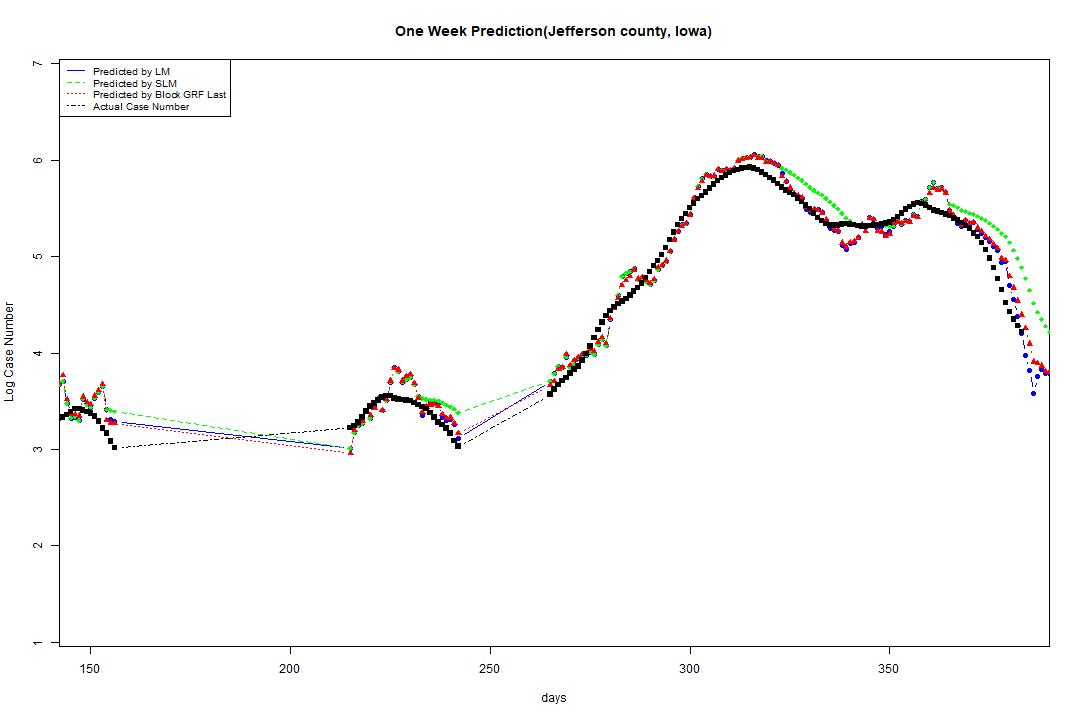 One Week Prediction(Jefferson county, Iowa)
Predicted by LM
Predicted by SLM
Predicted by Block GRF Last
Actual Case Number
7
6
5
4
3
2
1
Log Case Number
150
200
250
300
350
days